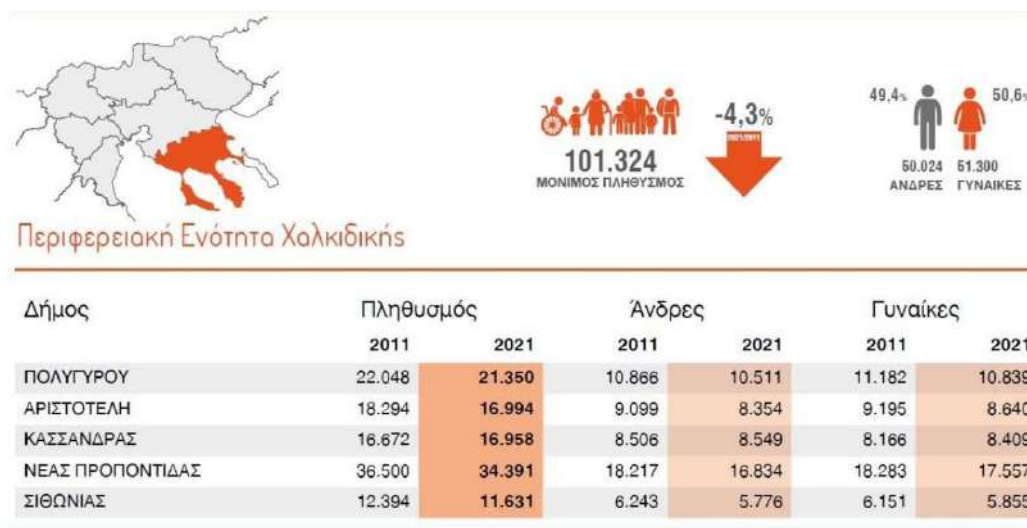 49,4%
50,6%
-4,3%
2021/2011
101.324
ΜΟΝΙΜΟΣ ΠΛΗΘΥΣΜΟΣ
50.024 51.300
ΑΝΔΡΕΣ ΓΥΝΑΙΚΕΣ
Περιφερειακή Ενότητα Χαλκιδικής
Δήμος Πληθυσμός Άνδρες Γυναίκες
2011 2021 2011 2021 2011 2021
ΠΟΛΥΓΥΡΟΥ 22.048 21.350 10.866 10.511 11.182 10.839
ΑΡΙΣΤΟΤΕΛΗ 18.294 16.994 9.099 8.354 9.195 8.640
ΚΑΣΣΑΝΔΡΑΣ 16.672 16.958 8.506 8.549 8.166 8.409
ΝΕΑΣ ΠΡΟΠΟΝΤΙΔΑΣ 36.500 34.391 18.217 16.834 18.283 17.557
ΣΙΘΩΝΙΑΣ 12.394 11.631 6.243 5.776 6.151 5.855